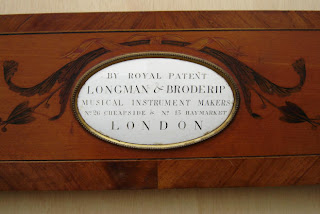 BY ROYAL PATENT
LONGMAN & BRODERIP
MUSICAL INSTRUMENT MAKERS
No 26 CHEAPSIDE & No 13 HAYMARKET
LONDON